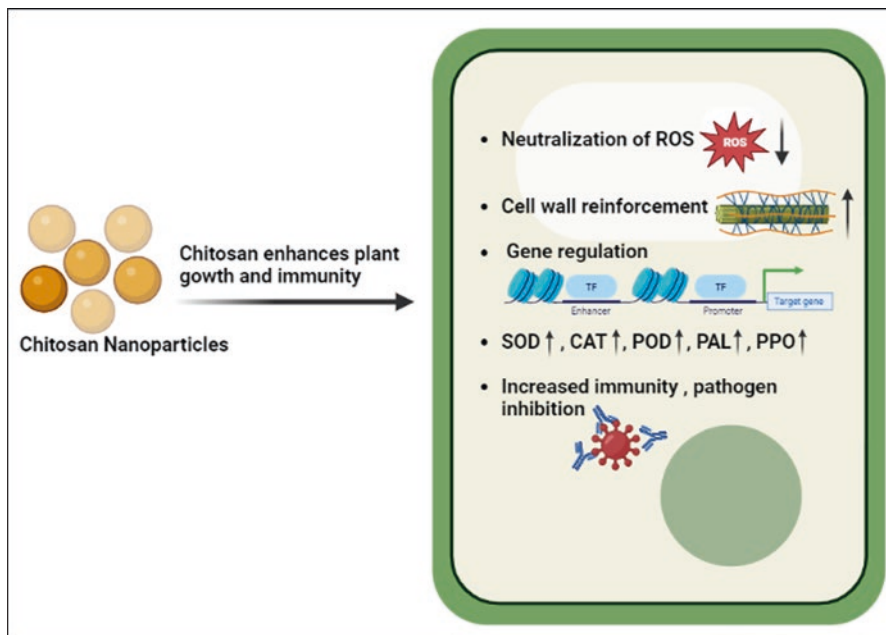 • Neutralization of ROS
ROS
• Cell wall reinforcement
• Gene regulation
TF
TF
Enhancer
Promoter
Target gene
• SOD↑, CAT↑, POD↑, PAL↑, PPO↑
• Increased immunity , pathogen
inhibition
Chitosan enhances plant
gowth and immunity
Chitosan Nanoparticles